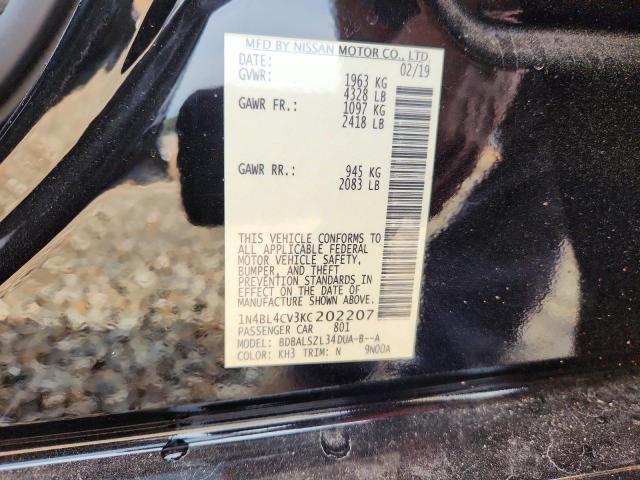 MFD BY NISSAN MOTOR CO., LTD.
DATE: 02/19
GVWR: 1963 KG
4328 LB
GAWR FR.: 1097 KG
2418 LB
GAWR RR.: 945 KG
2083 LB
THIS VEHICLE CONFORMS TO
ALL APPLICABLE FEDERAL
MOTOR VEHICLE SAFETY,
BUMPER, AND THEFT
PREVENTION STANDARDS
IN EFFECT ON THE DATE OF
MANUFACTURE SHOWN ABOVE.
1N4BL4CV3KC202207
PASSENGER CAR 801
MODEL: BDBALSZL34DUA-B--A
COLOR: KH3 TRIM: N 9N00A